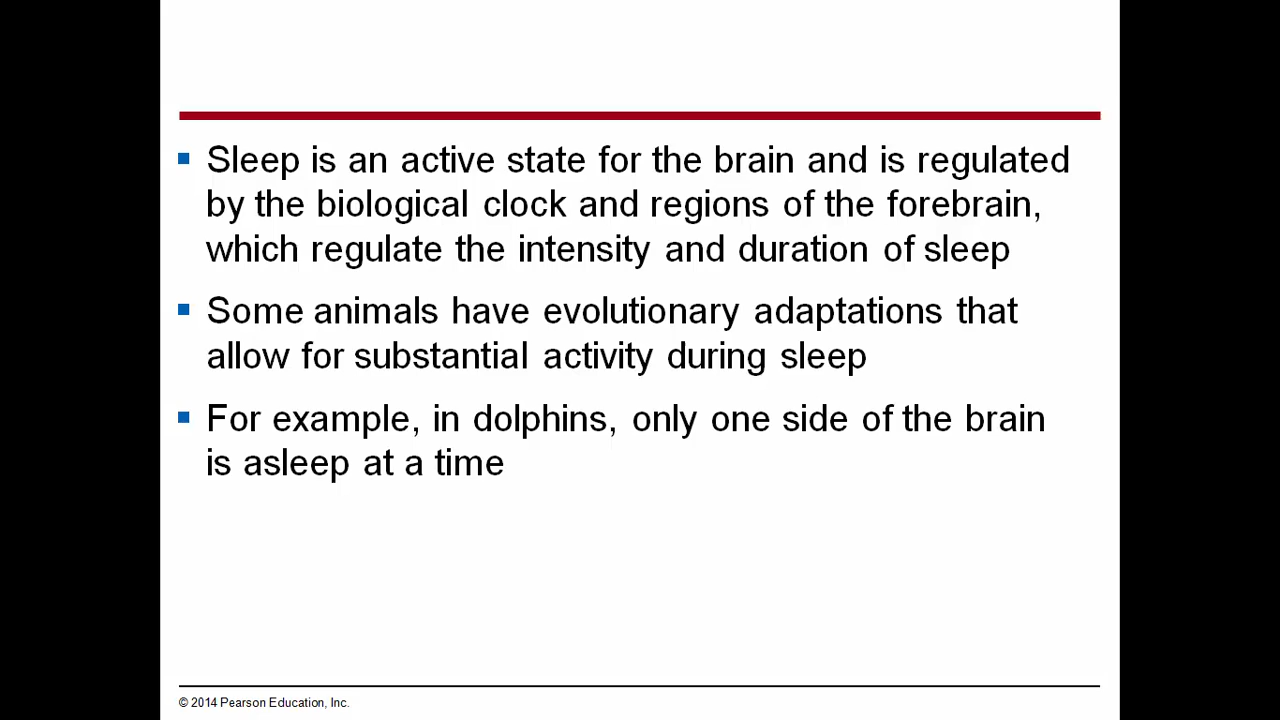 ▪ Sleep is an active state for the brain and is regulated
by the biological clock and regions of the forebrain,
which regulate the intensity and duration of sleep
▪ Some animals have evolutionary adaptations that
allow for substantial activity during sleep
▪ For example, in dolphins, only one side of the brain
is asleep at a time
© 2014 Pearson Education, Inc.